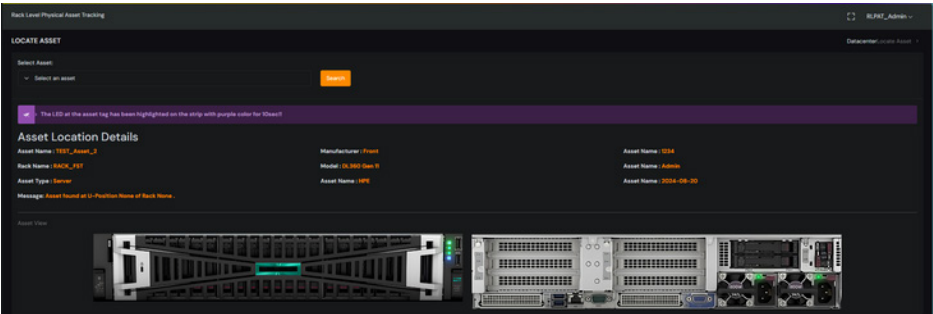 Rack Level Physical Asset Tracking
RLPAT_Admin
LOCATE ASSET
Datacenter Locate Asset
Select Asset:
Select an asset
Search
The LED at the asset tag has been highlighted on the strip with purple color for 10sec!!
Asset Location Details
Asset Name : TEST_Asset_2 Manufacturer : Front Asset Name : 1234
Rack Name : RACK_FST Model : DL380 Gen 11 Asset Name : Admin
Asset Type : Server Asset Name : HPE Asset Name : 2024-08-30
Message: Asset found at U-Position None of Rack None .
Asset View